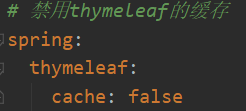 # 禁用thymeleaf的缓存
spring:
  thymeleaf:
    cache: false